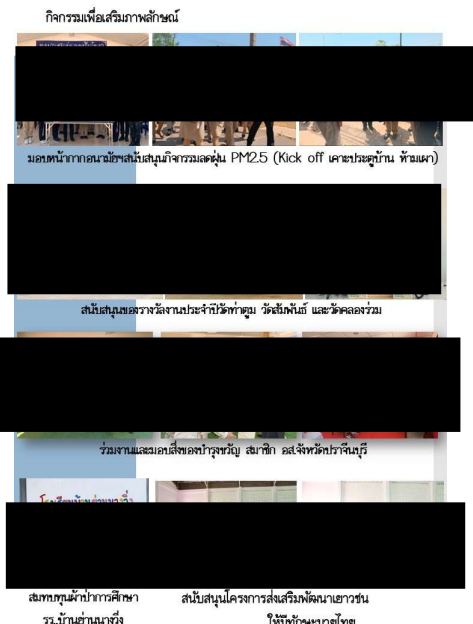 กิจกรรมเพื่อเสริมภาพลักษณ์
มอบหน้ากากอนามัยฯสนับสนุนกิจกรรมลดฝุ่น PM2.5 (Kick off เคาะประตูบ้าน ห้ามเผา)
สนับสนุนของรางวัลงานประจำปีวัดท่าตูม วัดสัมพันธ์ และวัดคลองร่วม
ร่วมงานและมอบสิ่งของบำรุงขวัญ สมาชิก อส.จังหวัดปราจีนบุรี
สมทบทุนผ้าป่าการศึกษา
รร.บ้านย่านนางวิ่ง
สนับสนุนโครงการส่งเสริมพัฒนาเยาวชน
ให้มีทักษะมวยไทย